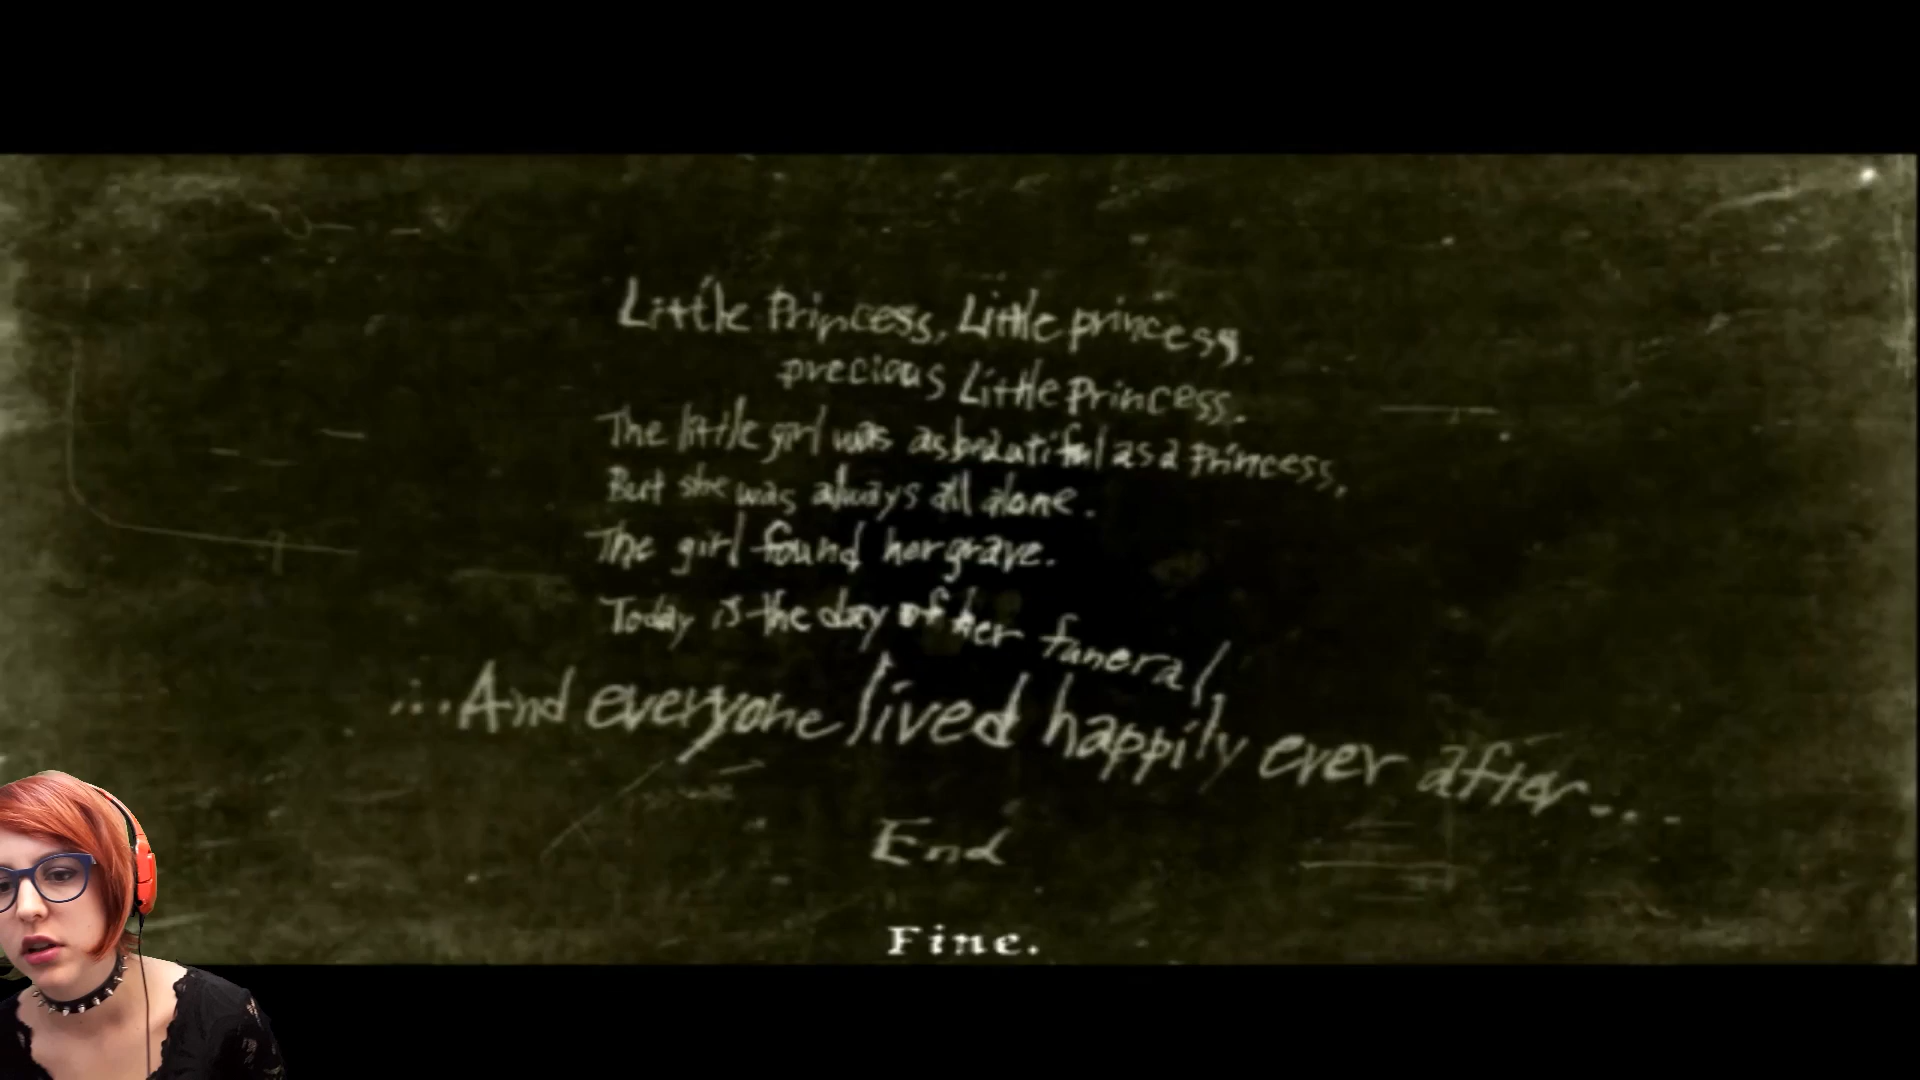 Little Princess, Little princess,
precious Little Princess.
The little girl was as beautiful as a Princess,
But she was always all alone.
The girl found her grave.
Today is the day of her funeral,
...And everyone lived happily ever after...
End
Fine.